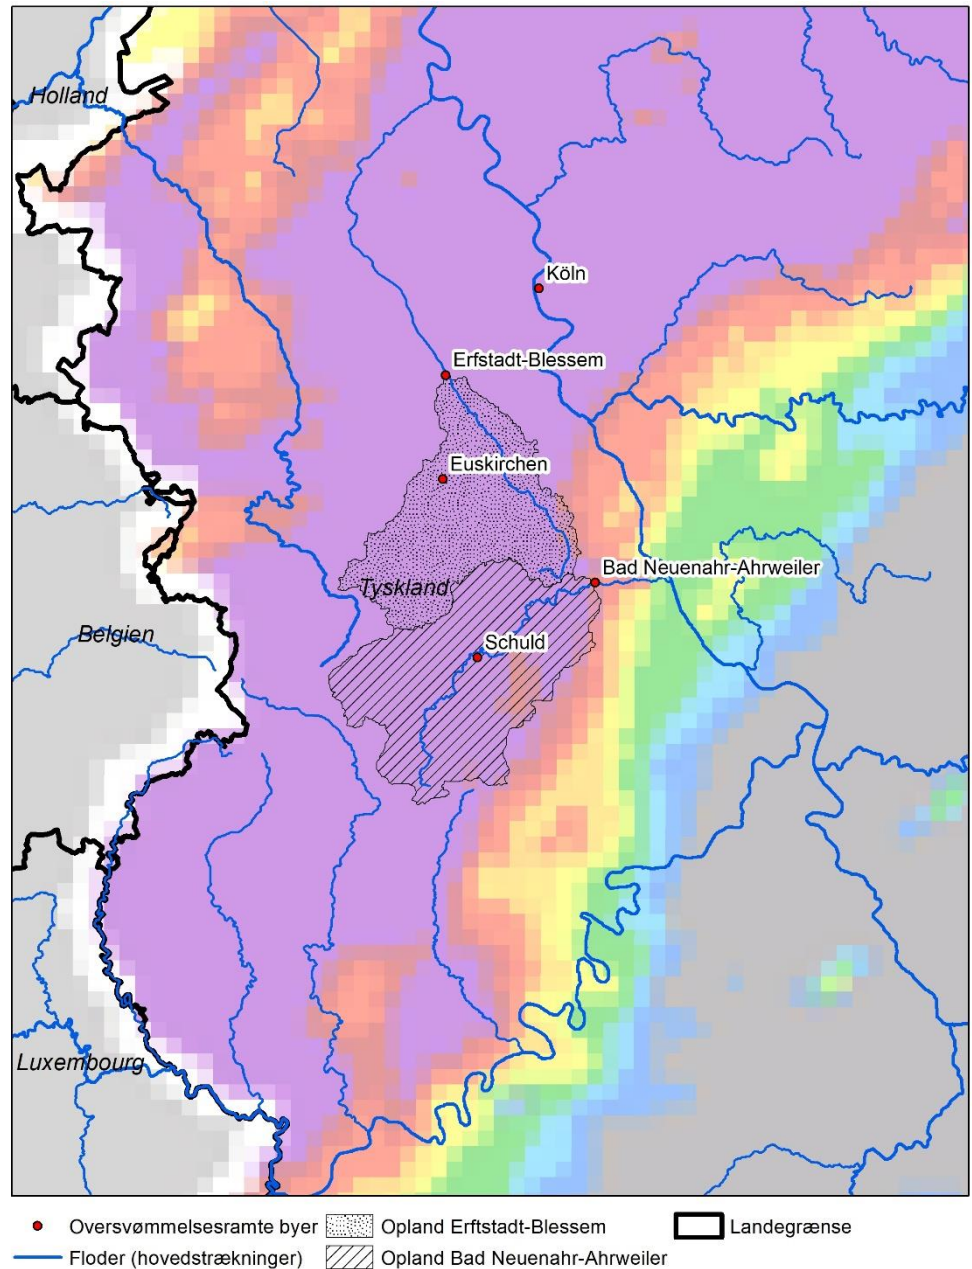 Holland
Köln
Erfstadt-Blessem
Euskirchen
Bad Neuenahr-Ahrweiler
Tyskland
Belgien
Schuld
Luxembourg
Oversvømmelsesramte byer
Opland Erftstadt-Blessem
Landegrænse
Floder (hovedstrækninger)
Opland Bad Neuenahr-Ahrweiler